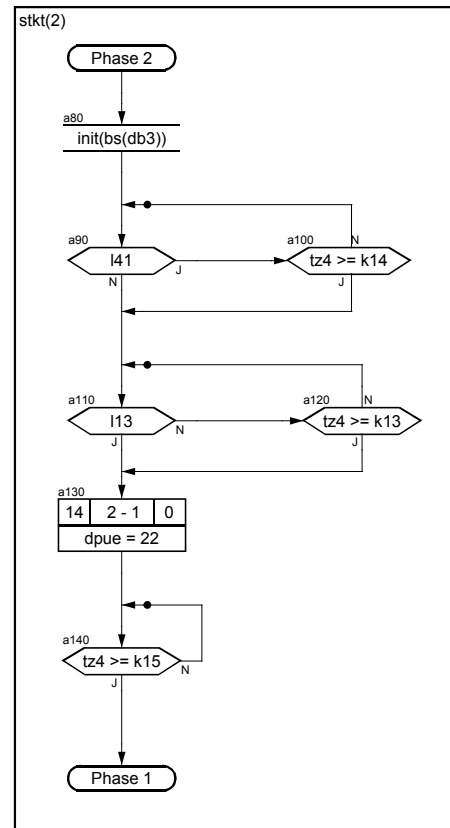 stkt(2)
Phase 2
a80
init(bs(db3))
a90
l41
J
N
a100
N
tz4 >= k14
J
a110
l13
N
J
a120
N
tz4 >= k13
J
a130
14 2 - 1 0
dpue = 22
a140
tz4 >= k15
N
J
Phase 1